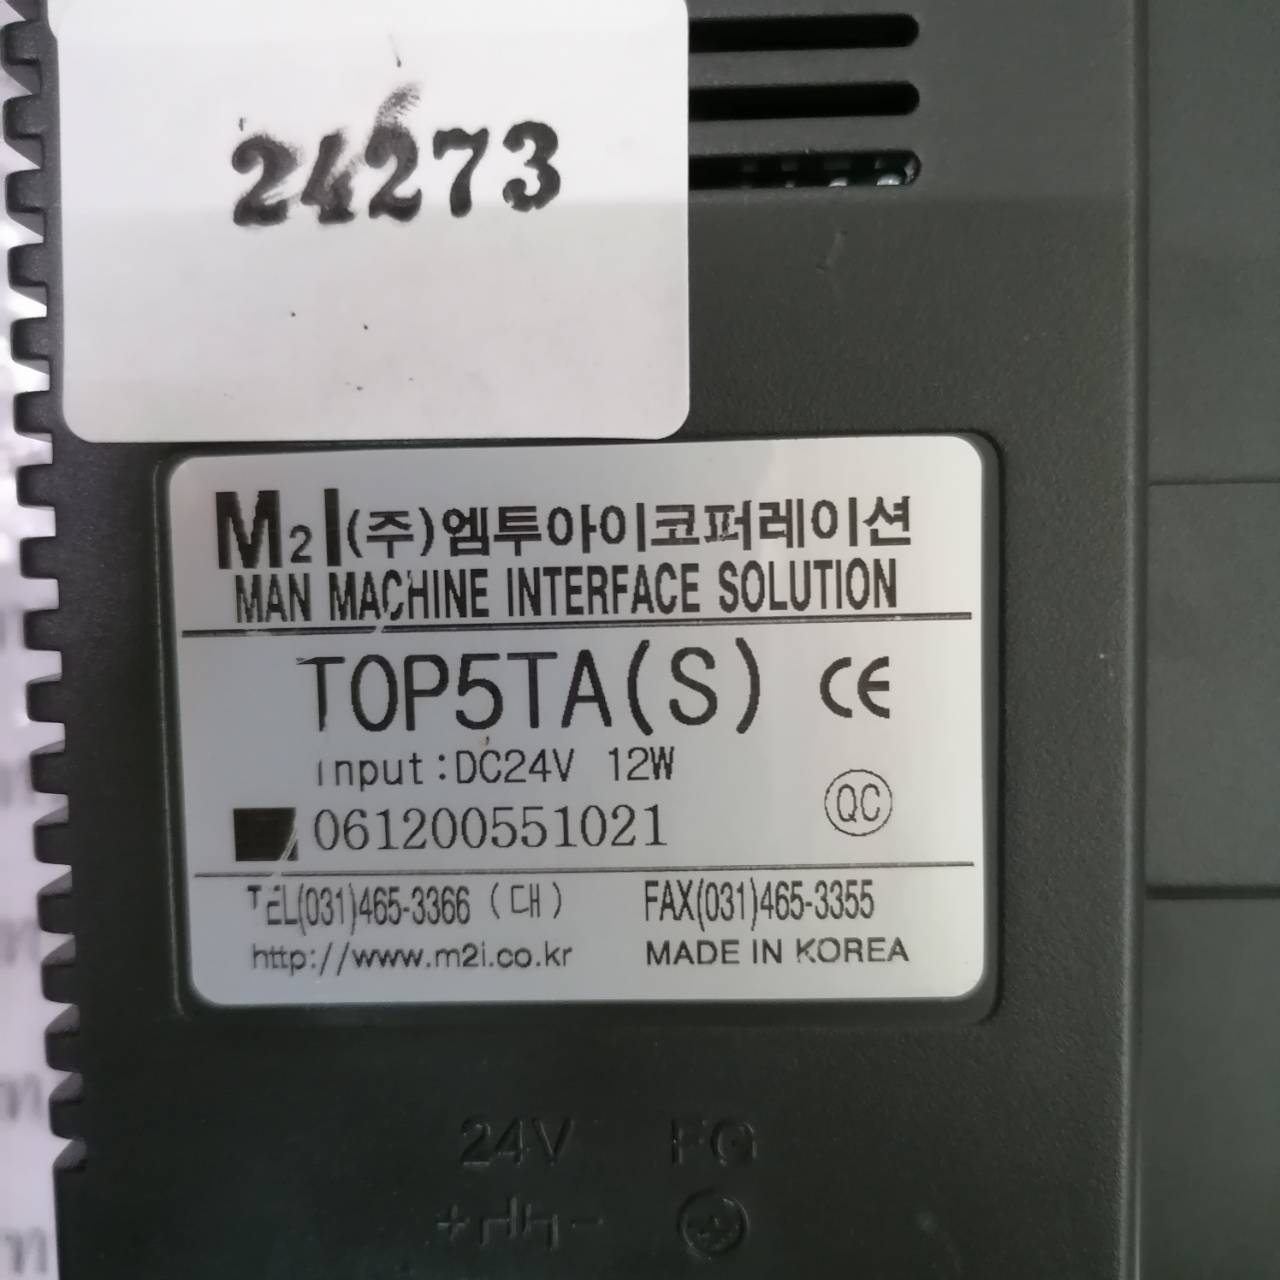 24273
M2I(주)엠투아이코퍼레이션
MAN MACHINE INTERFACE SOLUTION
TOP5TA(S) CE
input:DC24V 12W
061200551021 QC
TEL(031)465-3366 (대) FAX(031)465-3355
http://www.m2i.co.kr MADE IN KOREA
24V FG
+ -